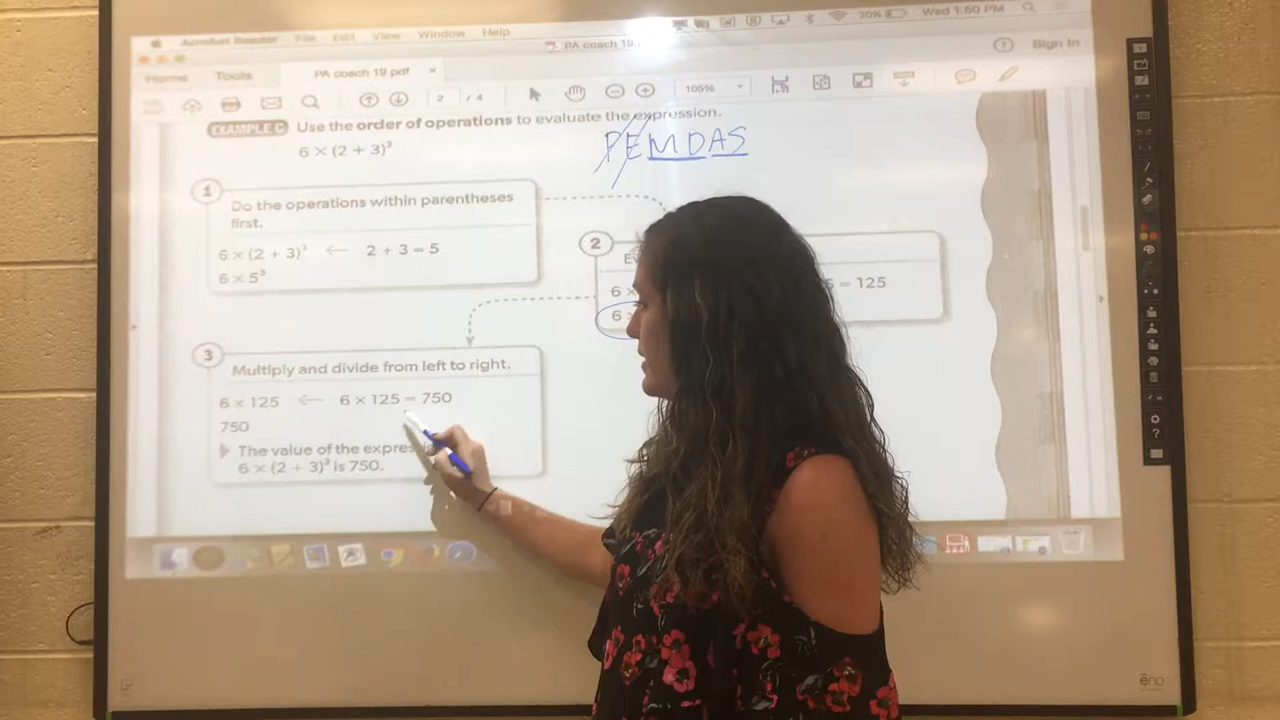 Acrobat Reader File Edit View Window Help 20% Wed 1:50 PM
PA coach 19.
Home Tools PA coach 19.pdf × ? Sign In
2 / 4 105%
EXAMPLE C Use the order of operations to evaluate the expression.
6 × (2 + 3)³
PEMDAS
1
Do the operations within parentheses
first.
6 × (2 + 3)³ ← 2 + 3 = 5
6 × 5³
2
6 ×
= 125
6
3
Multiply and divide from left to right.
6 × 125 ← 6 × 125 = 750
750
The value of the expres
6 × (2 + 3)³ is 750.
?
ēno